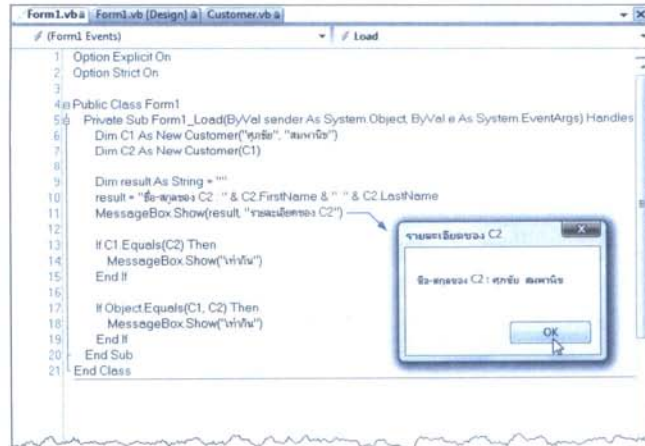 Form1.vb Form1.vb [Design] Customer.vb
(Form1 Events) Load
1 Option Explicit On
2 Option Strict On
3
4 Public Class Form1
5 Private Sub Form1_Load(ByVal sender As System.Object, ByVal e As System.EventArgs) Handles
6 Dim C1 As New Customer("ศุภชัย", "สมพานิช")
7 Dim C2 As New Customer(C1)
8
9 Dim result As String = ""
10 result = "ชื่อ-สกุลของ C2 : " & C2.FirstName & " " & C2.LastName
11 MessageBox.Show(result, "รายละเอียดของ C2")
12
13 If C1.Equals(C2) Then
14 MessageBox.Show("เท่ากัน")
15 End If
16
17 If Object.Equals(C1, C2) Then
18 MessageBox.Show("เท่ากัน")
19 End If
20 End Sub
21 End Class
รายละเอียดของ C2
ชื่อ-สกุลของ C2 : ศุภชัย สมพานิช
OK